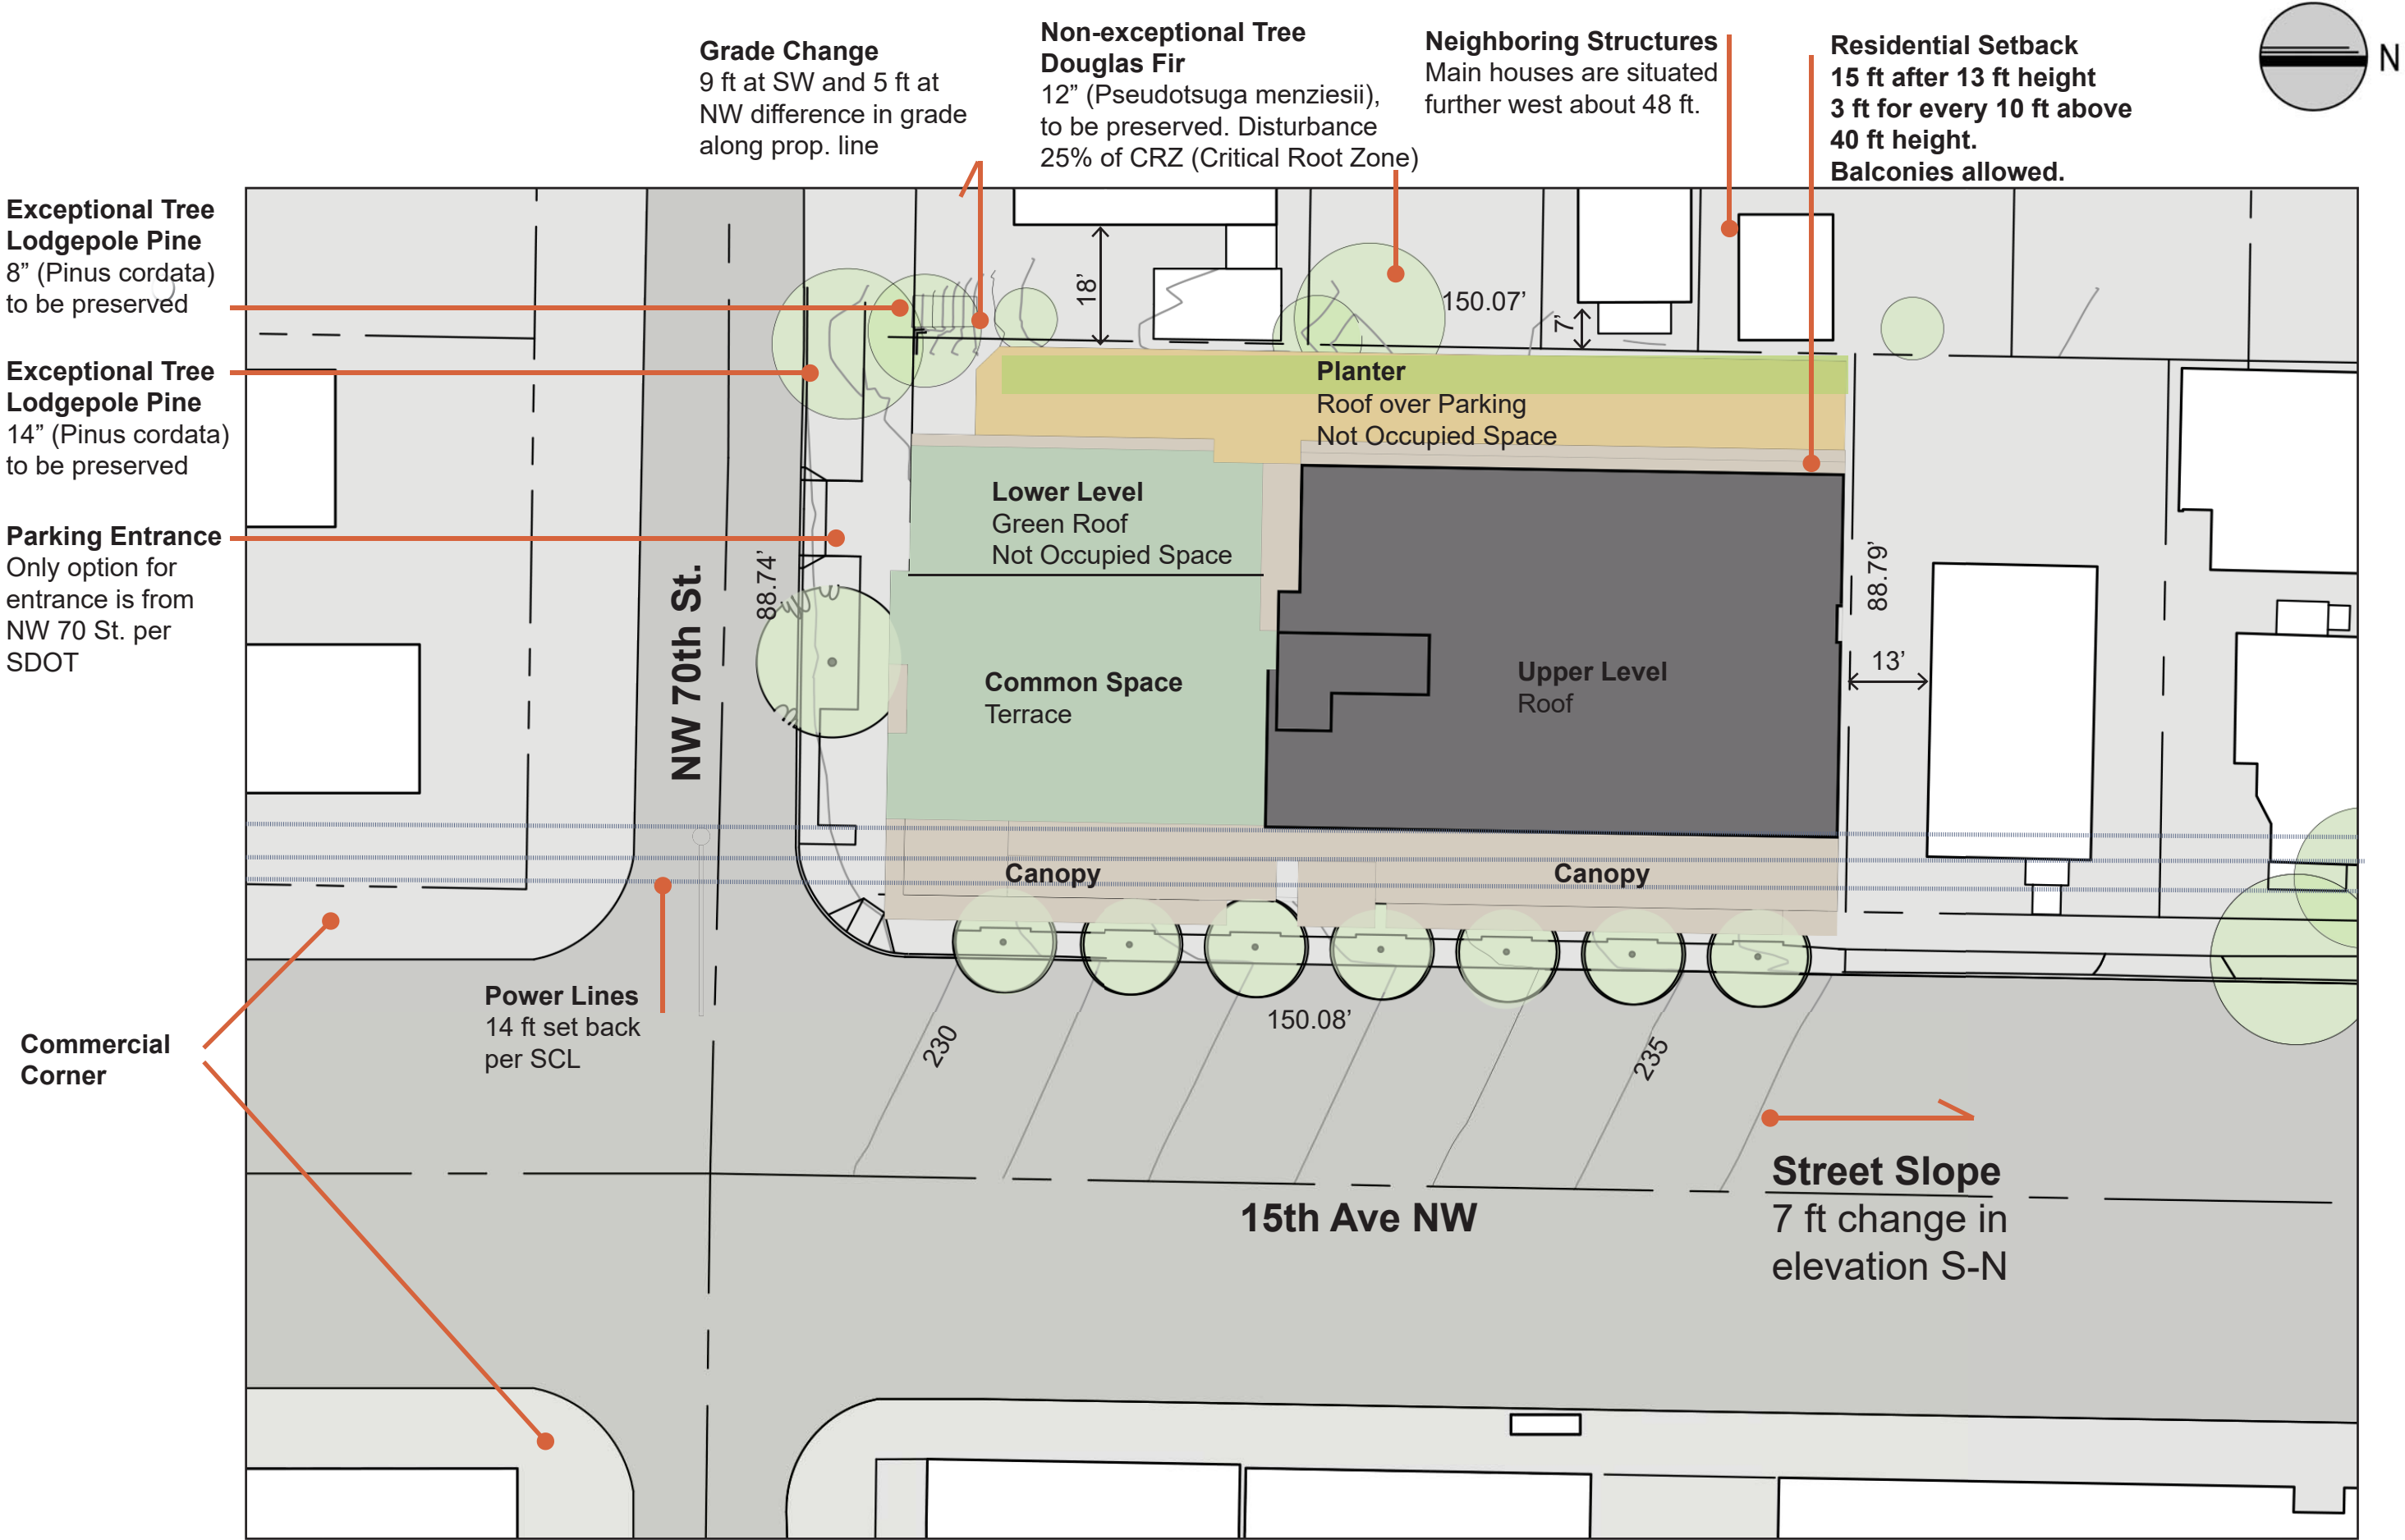 Grade Change
9 ft at SW and 5 ft at
NW difference in grade
along prop. line
Non-exceptional Tree
Douglas Fir
12” (Pseudotsuga menziesii),
to be preserved. Disturbance
25% of CRZ (Critical Root Zone)
Neighboring Structures
Main houses are situated
further west about 48 ft.
Residential Setback
15 ft after 13 ft height
3 ft for every 10 ft above
40 ft height.
Balconies allowed.
N
Exceptional Tree
Lodgepole Pine
8” (Pinus cordata)
to be preserved
Exceptional Tree
Lodgepole Pine
14” (Pinus cordata)
to be preserved
Parking Entrance
Only option for
entrance is from
NW 70 St. per
SDOT
18’
150.07’
7’
Planter
Roof over Parking
Not Occupied Space
Lower Level
Green Roof
Not Occupied Space
88.74’
NW 70th St.
88.79’
13’
Common Space
Terrace
Upper Level
Roof
Canopy
Canopy
Power Lines
14 ft set back
per SCL
Commercial
Corner
230
150.08’
235
15th Ave NW
Street Slope
7 ft change in
elevation S-N